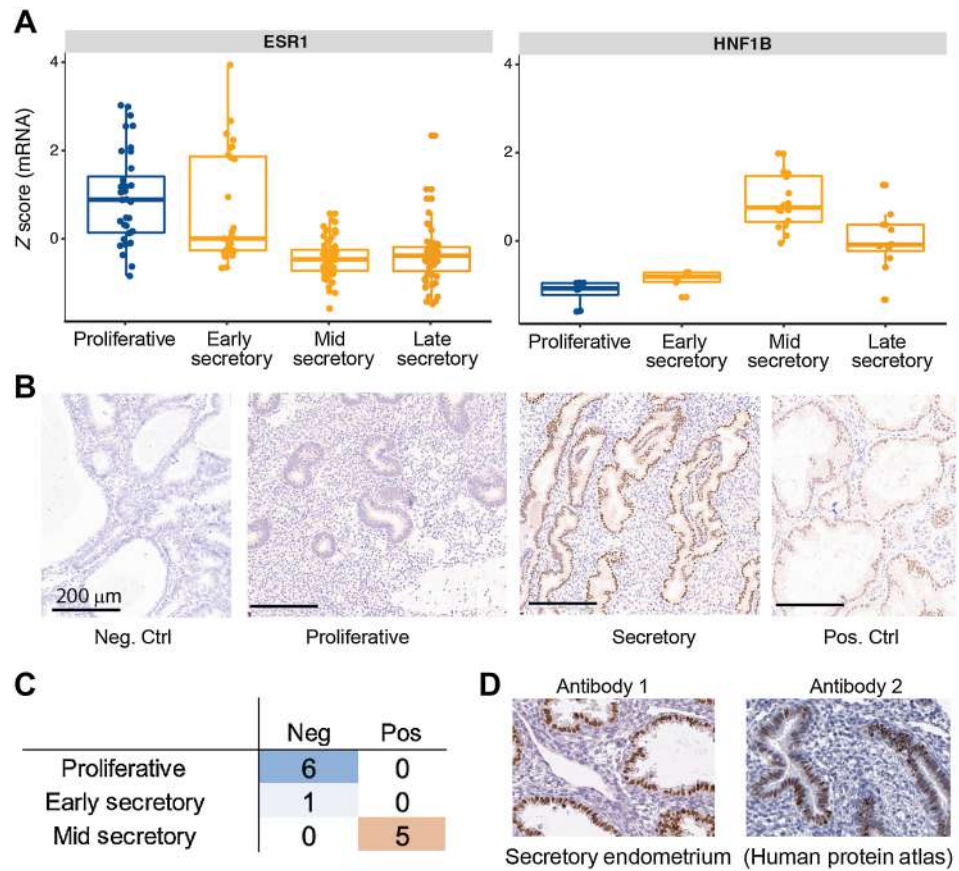 A
ESR1
HNF1B
Z score (mRNA)
4
2
0
4
2
0
Proliferative
Early
secretory
Mid
secretory
Late
secretory
Proliferative
Early
secretory
Mid
secretory
Late
secretory
B
200 μm
Neg. Ctrl
Proliferative
Secretory
Pos. Ctrl
C
Neg Pos
Proliferative 6 0
Early secretory 1 0
Mid secretory 0 5
D
Antibody 1
Antibody 2
Secretory endometrium
(Human protein atlas)